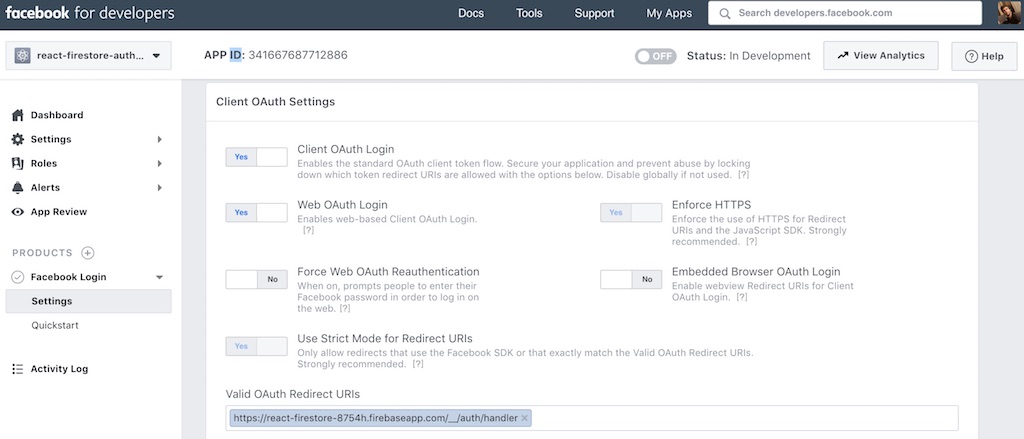 facebook for developers
Docs
Tools
Support
My Apps
Search developers.facebook.com
react-firestore-auth...
APP ID: 341667687712886
OFF
Status: In Development
View Analytics
Help
Dashboard
Settings
Roles
Alerts
App Review
PRODUCTS
Facebook Login
Settings
Quickstart
Activity Log
Client OAuth Settings
Yes
Client OAuth Login
Enables the standard OAuth client token flow. Secure your application and prevent abuse by locking
down which token redirect URIs are allowed with the options below. Disable globally if not used. [?]
Yes
Web OAuth Login
Enables web-based Client OAuth Login.
[?]
Yes
Enforce HTTPS
Enforce the use of HTTPS for Redirect
URIs and the JavaScript SDK. Strongly
recommended. [?]
No
Force Web OAuth Reauthentication
When on, prompts people to enter their
Facebook password in order to log in on
the web. [?]
No
Embedded Browser OAuth Login
Enable webview Redirect URIs for Client
OAuth Login. [?]
Yes
Use Strict Mode for Redirect URIs
Only allow redirects that use the Facebook SDK or that exactly match the Valid OAuth Redirect URIs.
Strongly recommended. [?]
Valid OAuth Redirect URIs
https://react-firestore-8754h.firebaseapp.com/__/auth/handler